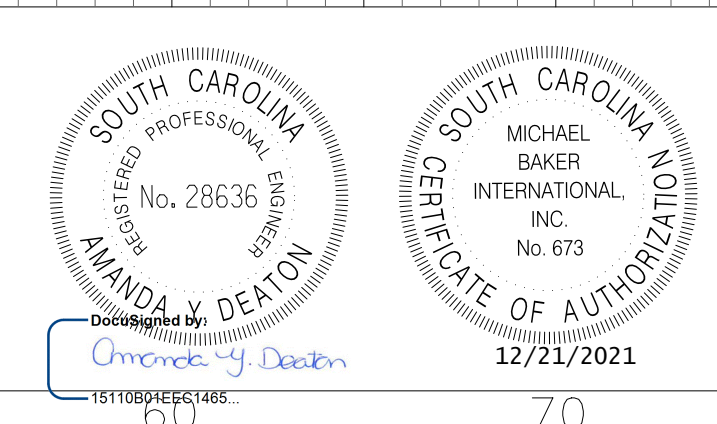 SOUTH CAROLINA
REGISTERED PROFESSIONAL ENGINEER
No. 28636
AMANDA Y DEATON
DocuSigned by:
Amanda Y. Deaton
15110B01EEC1465...
60
SOUTH CAROLINA
MICHAEL
BAKER
INTERNATIONAL,
INC.
No. 673
CERTIFICATE OF AUTHORIZATION
12/21/2021
70